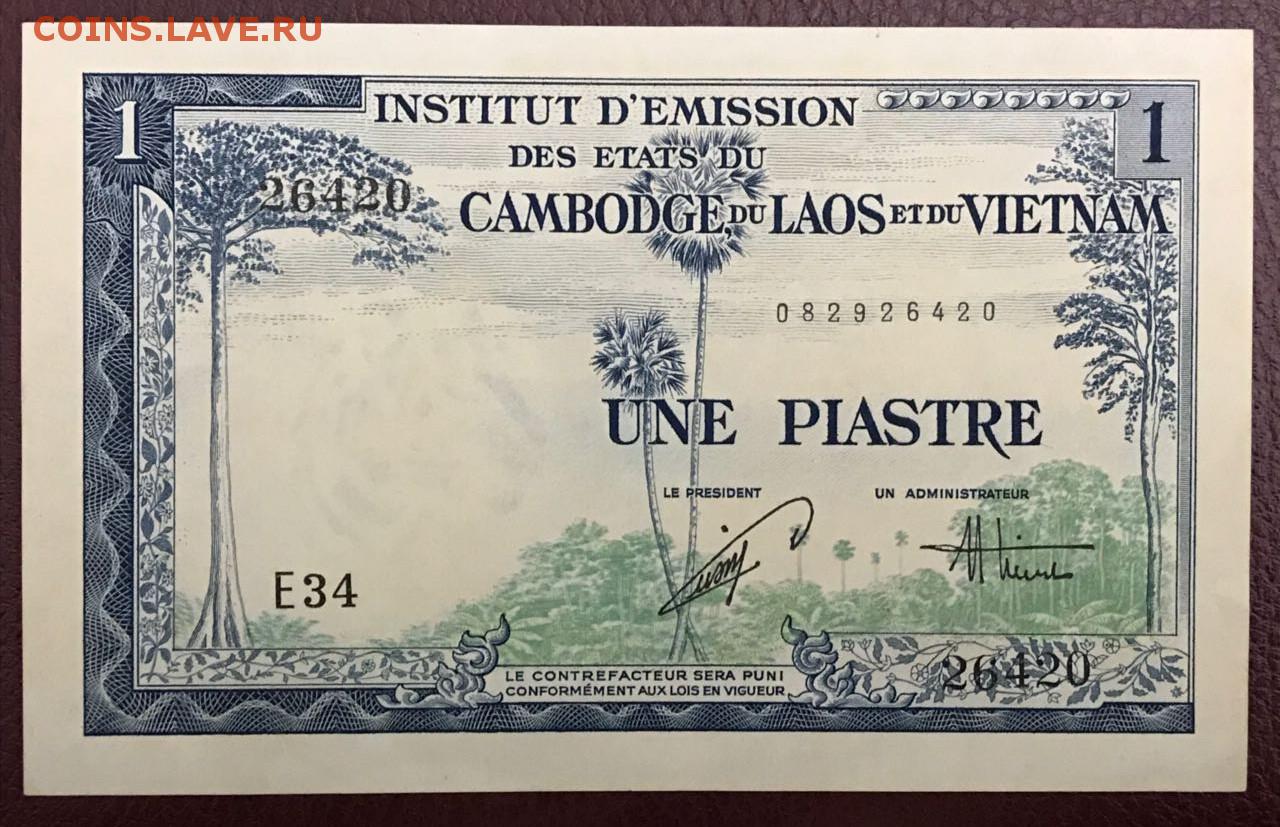 COINS.LAVE.RU
1
INSTITUT D'EMISSION
1
DES ETATS DU
26420
CAMBODGE, DU LAOS ET DU VIETNAM
082926420
UNE PIASTRE
LE PRESIDENT
UN ADMINISTRATEUR
E34
LE CONTREFACTEUR SERA PUNI
CONFORMÉMENT AUX LOIS EN VIGUEUR
26420